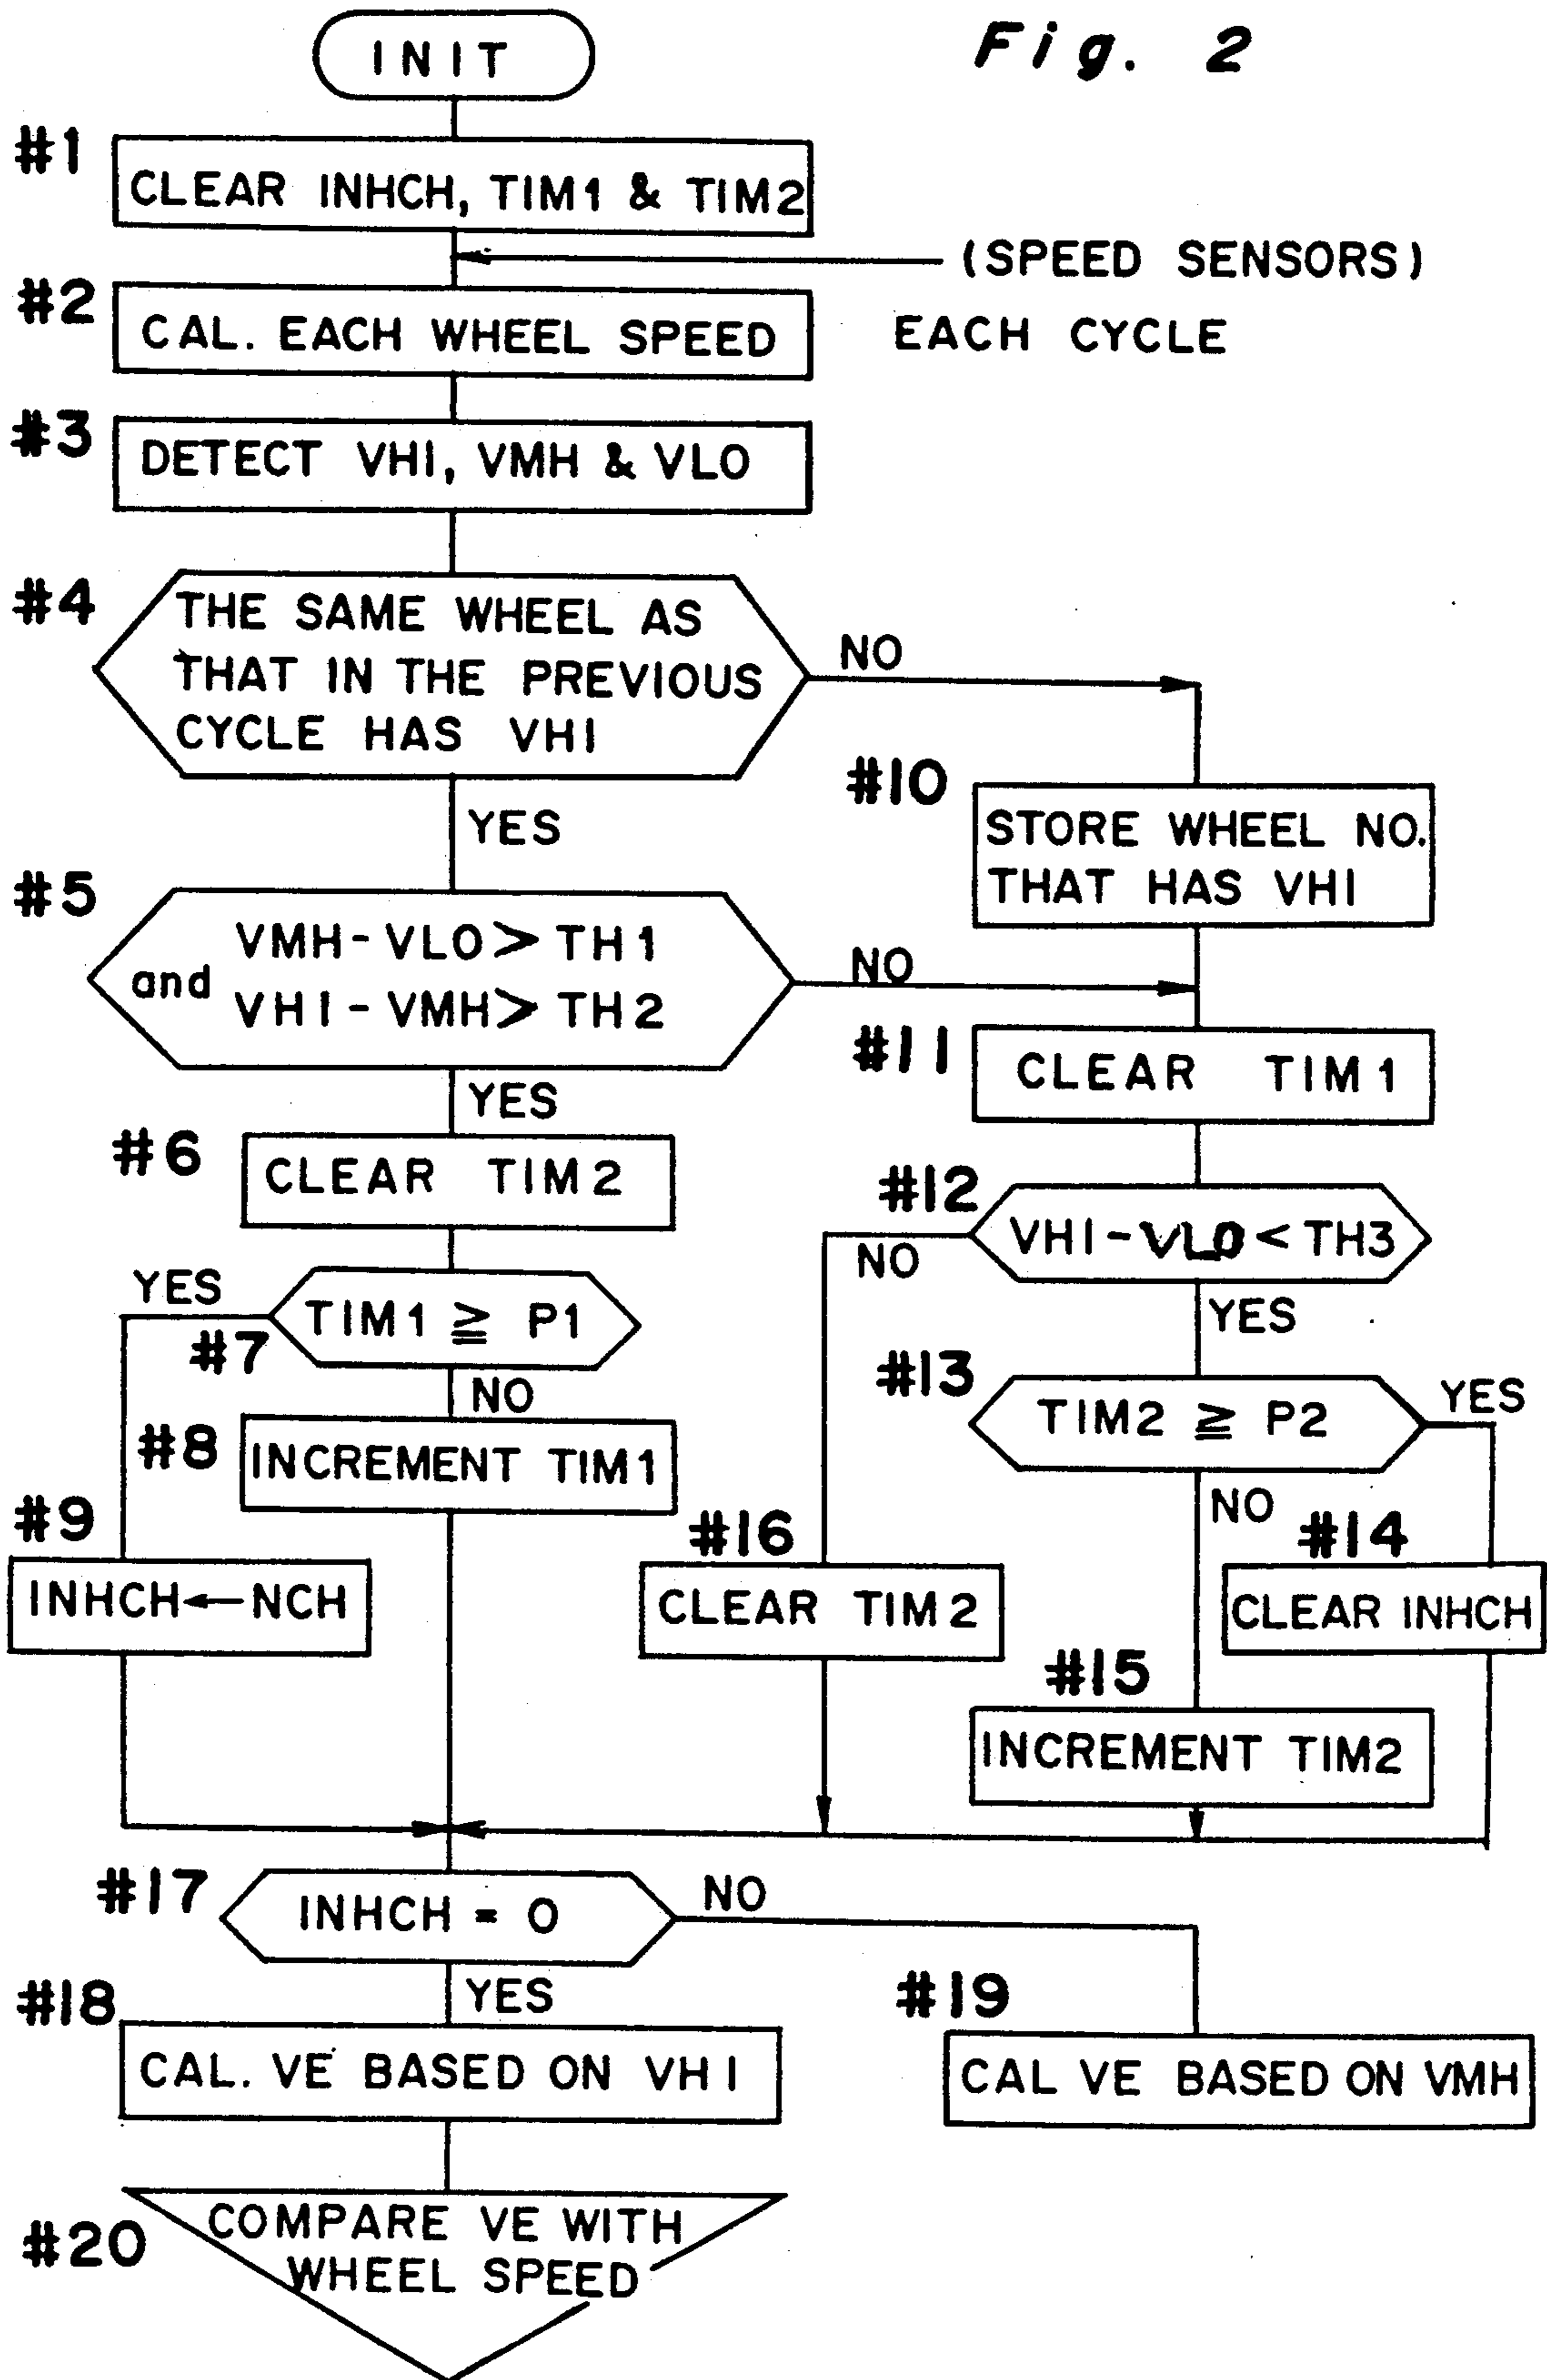 Fig. 2
INIT
#1
CLEAR INHCH, TIM1 & TIM2
(SPEED SENSORS)
EACH CYCLE
#2
CAL. EACH WHEEL SPEED
#3
DETECT VHI, VMH & VLO
#4
THE SAME WHEEL AS
THAT IN THE PREVIOUS
CYCLE HAS VHI
NO
YES
#10
STORE WHEEL NO.
THAT HAS VHI
#5
VMH - VLO > TH1
and
VHI - VMH > TH2
NO
YES
#11
CLEAR TIM1
#6
CLEAR TIM2
#12
VHI - VLO < TH3
NO
YES
YES
#7
TIM1 ≧ P1
NO
#13
TIM2 ≧ P2
YES
NO
#8
INCREMENT TIM1
#9
INHCH ← NCH
#16
CLEAR TIM2
#14
CLEAR INHCH
#15
INCREMENT TIM2
#17
INHCH = 0
NO
YES
#18
CAL. VE BASED ON VHI
#19
CAL VE BASED ON VMH
#20
COMPARE VE WITH
WHEEL SPEED